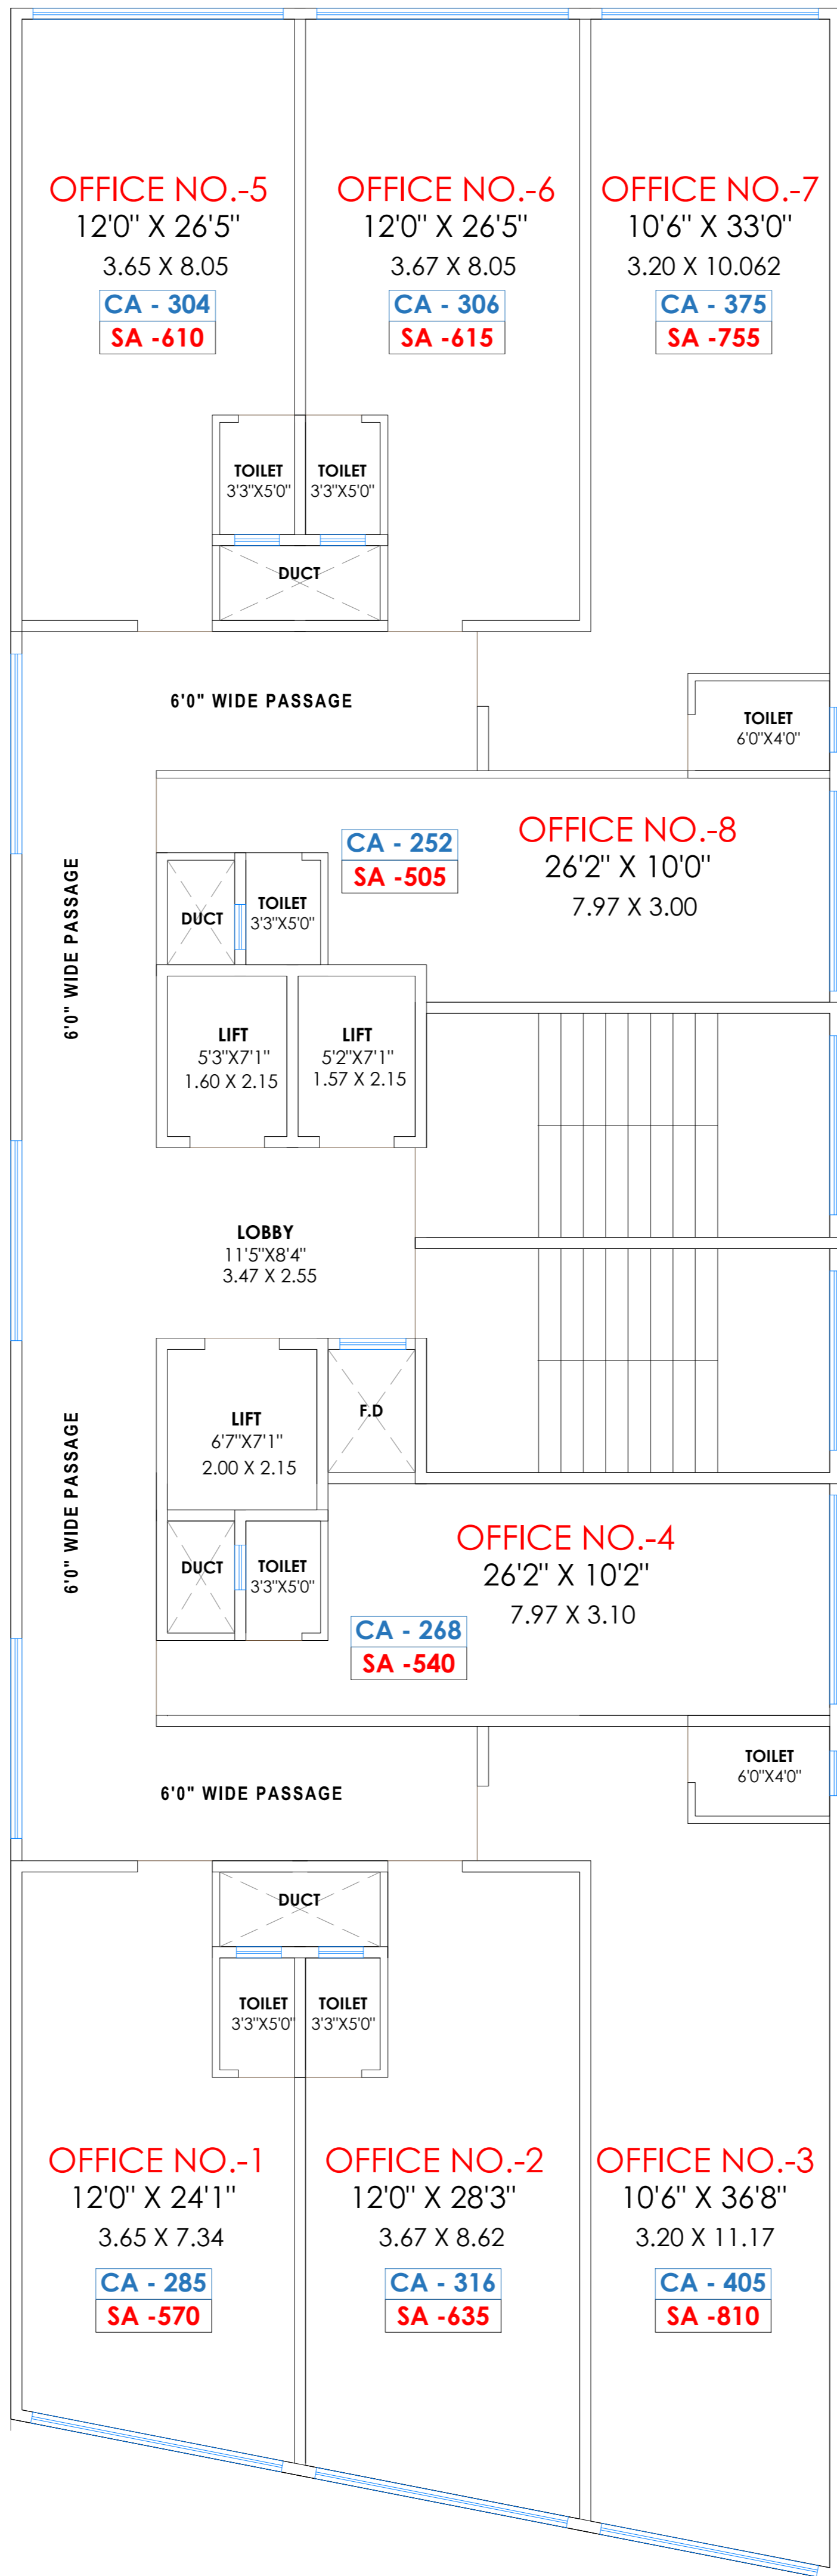 OFFICE NO.-5
12'0" X 26'5"
3.65 X 8.05
CA - 304
SA -610
OFFICE NO.-6
12'0" X 26'5"
3.67 X 8.05
CA - 306
SA -615
OFFICE NO.-7
10'6" X 33'0"
3.20 X 10.062
CA - 375
SA -755
TOILET
3'3"X5'0"
TOILET
3'3"X5'0"
DUCT
6'0" WIDE PASSAGE
TOILET
6'0"X4'0"
OFFICE NO.-8
26'2" X 10'0"
7.97 X 3.00
CA - 252
SA -505
6'0" WIDE PASSAGE
DUCT
TOILET
3'3"X5'0"
LIFT
5'3"X7'1"
1.60 X 2.15
LIFT
5'2"X7'1"
1.57 X 2.15
LOBBY
11'5"X8'4"
3.47 X 2.55
LIFT
6'7"X7'1"
2.00 X 2.15
F.D
6'0" WIDE PASSAGE
DUCT
TOILET
3'3"X5'0"
OFFICE NO.-4
26'2" X 10'2"
7.97 X 3.10
CA - 268
SA -540
TOILET
6'0"X4'0"
6'0" WIDE PASSAGE
DUCT
TOILET
3'3"X5'0"
TOILET
3'3"X5'0"
OFFICE NO.-1
12'0" X 24'1"
3.65 X 7.34
CA - 285
SA -570
OFFICE NO.-2
12'0" X 28'3"
3.67 X 8.62
CA - 316
SA -635
OFFICE NO.-3
10'6" X 36'8"
3.20 X 11.17
CA - 405
SA -810